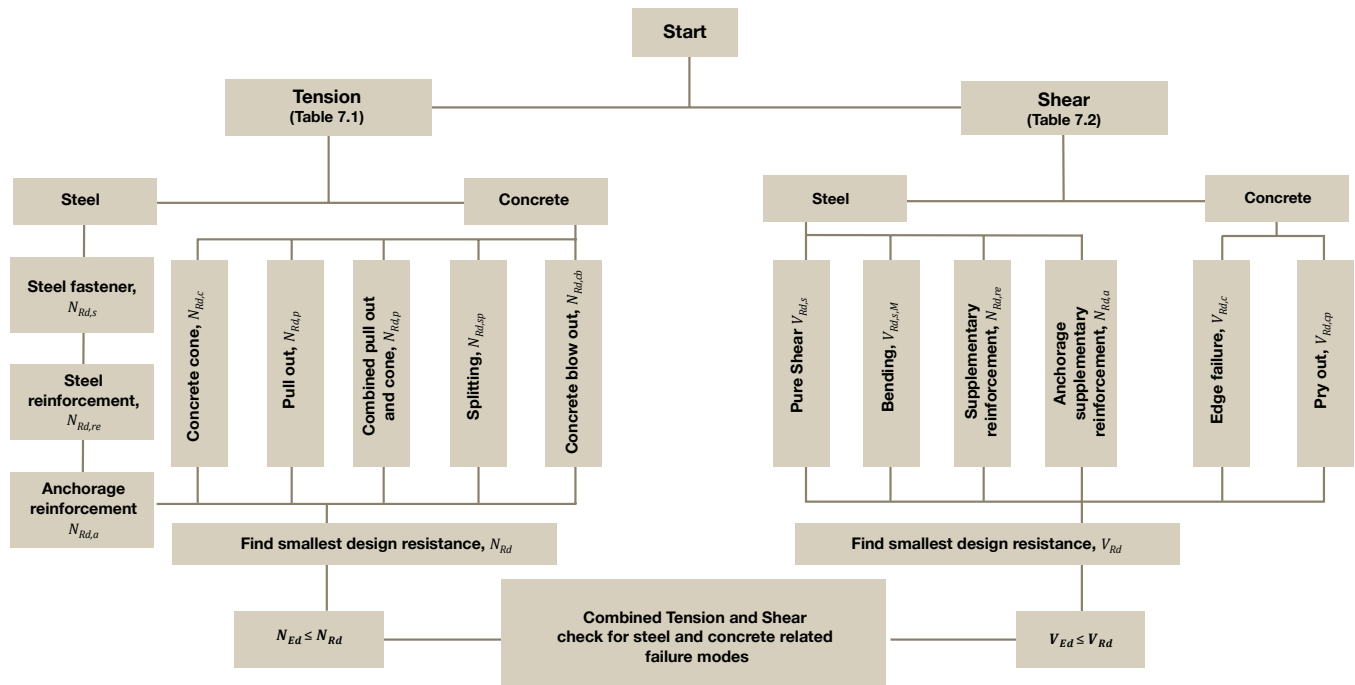 Start
Tension
(Table 7.1)
Shear
(Table 7.2)
Steel
Concrete
Steel
Concrete
Steel fastener,
N_{Rd,s}
Steel
reinforcement,
N_{Rd,re}
Anchorage
reinforcement
N_{Rd,a}
Concrete cone, N_{Rd,c}
Pull out, N_{Rd,p}
Combined pull out
and cone, N_{Rd,p}
Splitting, N_{Rd,sp}
Concrete blow out, N_{Rd,cb}
Pure Shear V_{Rd,s}
Bending, V_{Rd,s,M}
Supplementary
reinforcement, N_{Rd,re}
Anchorage
supplementary
reinforcement, N_{Rd,a}
Edge failure, V_{Rd,c}
Pry out, V_{Rd,cp}
Find smallest design resistance, N_{Rd}
Find smallest design resistance, V_{Rd}
N_{Ed} ≤ N_{Rd}
Combined Tension and Shear
check for steel and concrete related
failure modes
V_{Ed} ≤ V_{Rd}